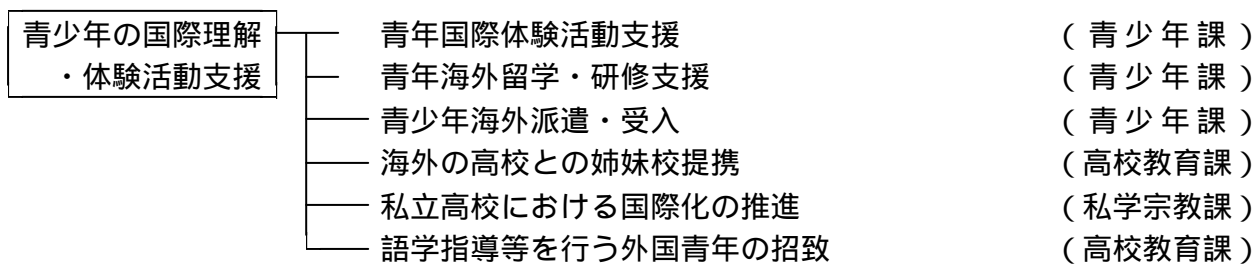 青少年の国際理解 青年国際体験活動支援 (青少年課)
・体験活動支援 青年海外留学・研修支援 (青少年課)
青少年海外派遣・受入 (青少年課)
海外の高校との姉妹校提携 (高校教育課)
私立高校における国際化の推進 (私学宗教課)
語学指導等を行う外国青年の招致 (高校教育課)